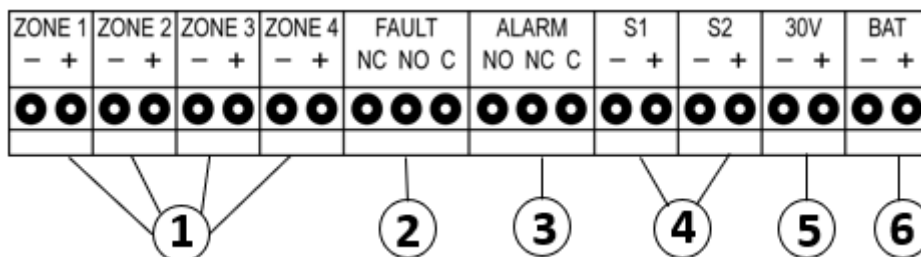 ZONE 1 ZONE 2 ZONE 3 ZONE 4 FAULT ALARM S1 S2 30V BAT
− + − + − + − + NC NO C NO NC C − + − + − + − +
1 2 3 4 5 6